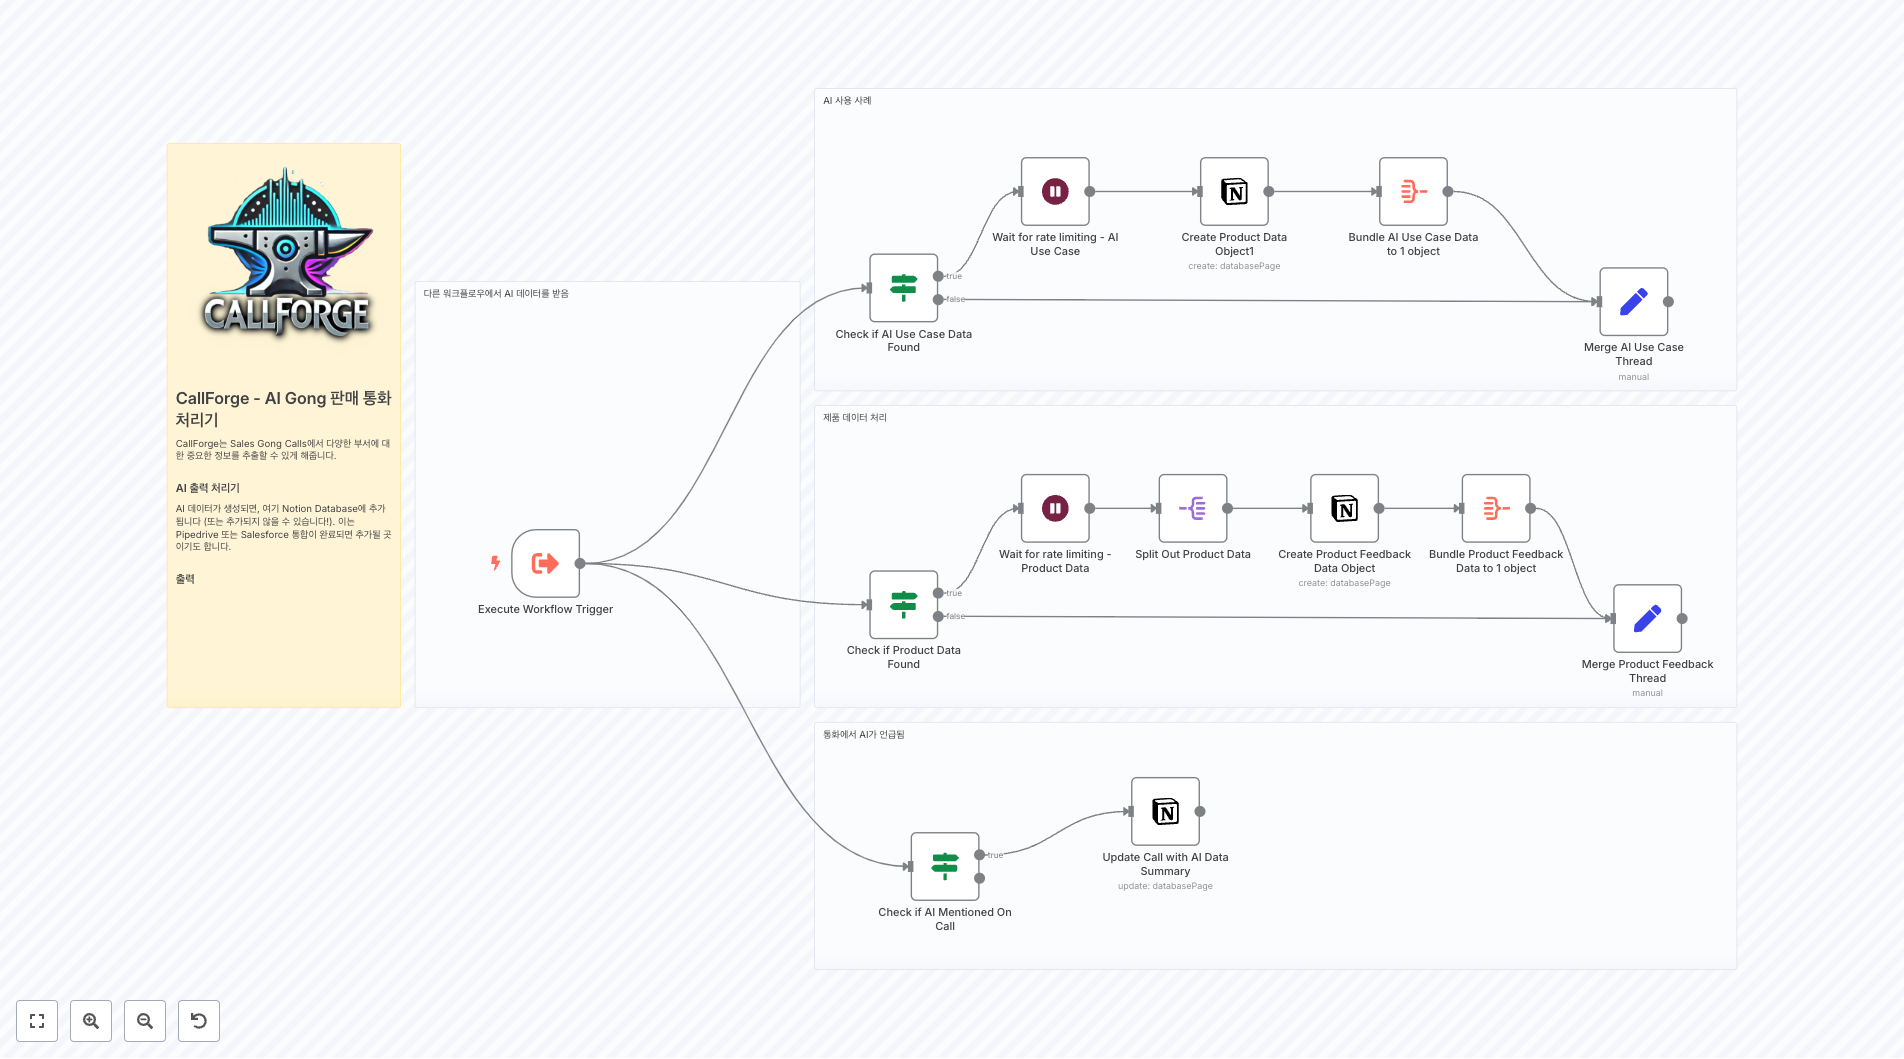 CALLFORGE
CallForge - AI Gong 판매 통화
처리기
CallForge는 Sales Gong Calls에서 다양한 부서에 대
한 중요한 정보를 추출할 수 있게 해줍니다.
AI 출력 처리기
AI 데이터가 생성되면, 여기 Notion Database에 추가
됩니다 (또는 추가되지 않을 수 있습니다!). 이는
Pipedrive 또는 Salesforce 통합이 완료되면 추가될 곳
이기도 합니다.
출력
다른 워크플로우에서 AI 데이터를 받음
Execute Workflow Trigger
AI 사용 사례
Check if AI Use Case Data
Found
true
false
Wait for rate limiting - AI
Use Case
Create Product Data
Object1
create: databasePage
Bundle AI Use Case Data
to 1 object
Merge AI Use Case
Thread
manual
제품 데이터 처리
Check if Product Data
Found
true
false
Wait for rate limiting -
Product Data
Split Out Product Data
Create Product Feedback
Data Object
create: databasePage
Bundle Product Feedback
Data to 1 object
Merge Product Feedback
Thread
manual
통화에서 AI가 언급됨
Check if AI Mentioned On
Call
true
Update Call with AI Data
Summary
update: databasePage